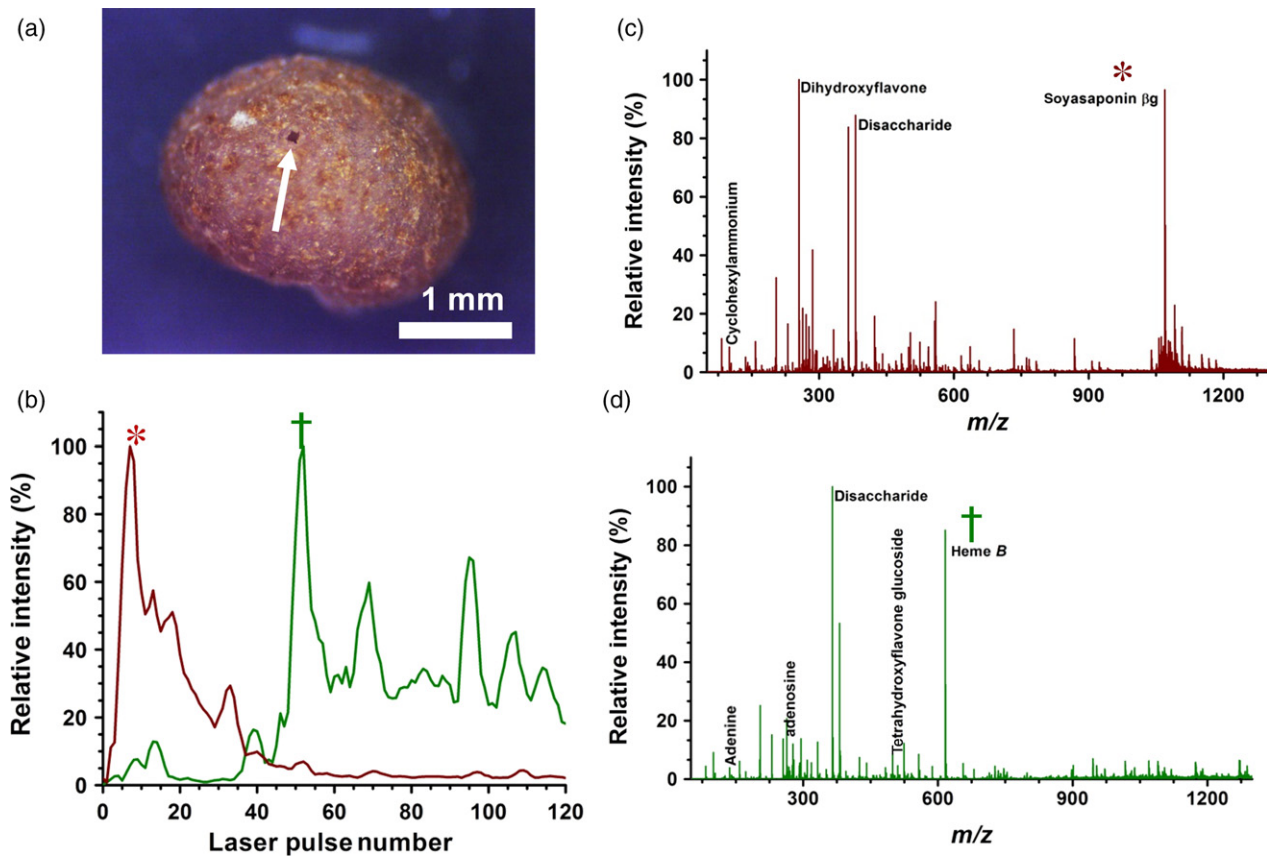 (a)
1 mm
(b)
Relative intensity (%)
100
80
60
40
20
0
*
†
0 20 40 60 80 100 120
Laser pulse number
(c)
Relative intensity (%)
100
80
60
40
20
0
Cyclohexylammonium
Dihydroxyflavone
Disaccharide
*
Soyasaponin βg
300 600 900 1200
m/z
(d)
Relative intensity (%)
100
80
60
40
20
0
Adenine
adenosine
Disaccharide
Tetrahydroxyflavone glucoside
†
Heme B
300 600 900 1200
m/z